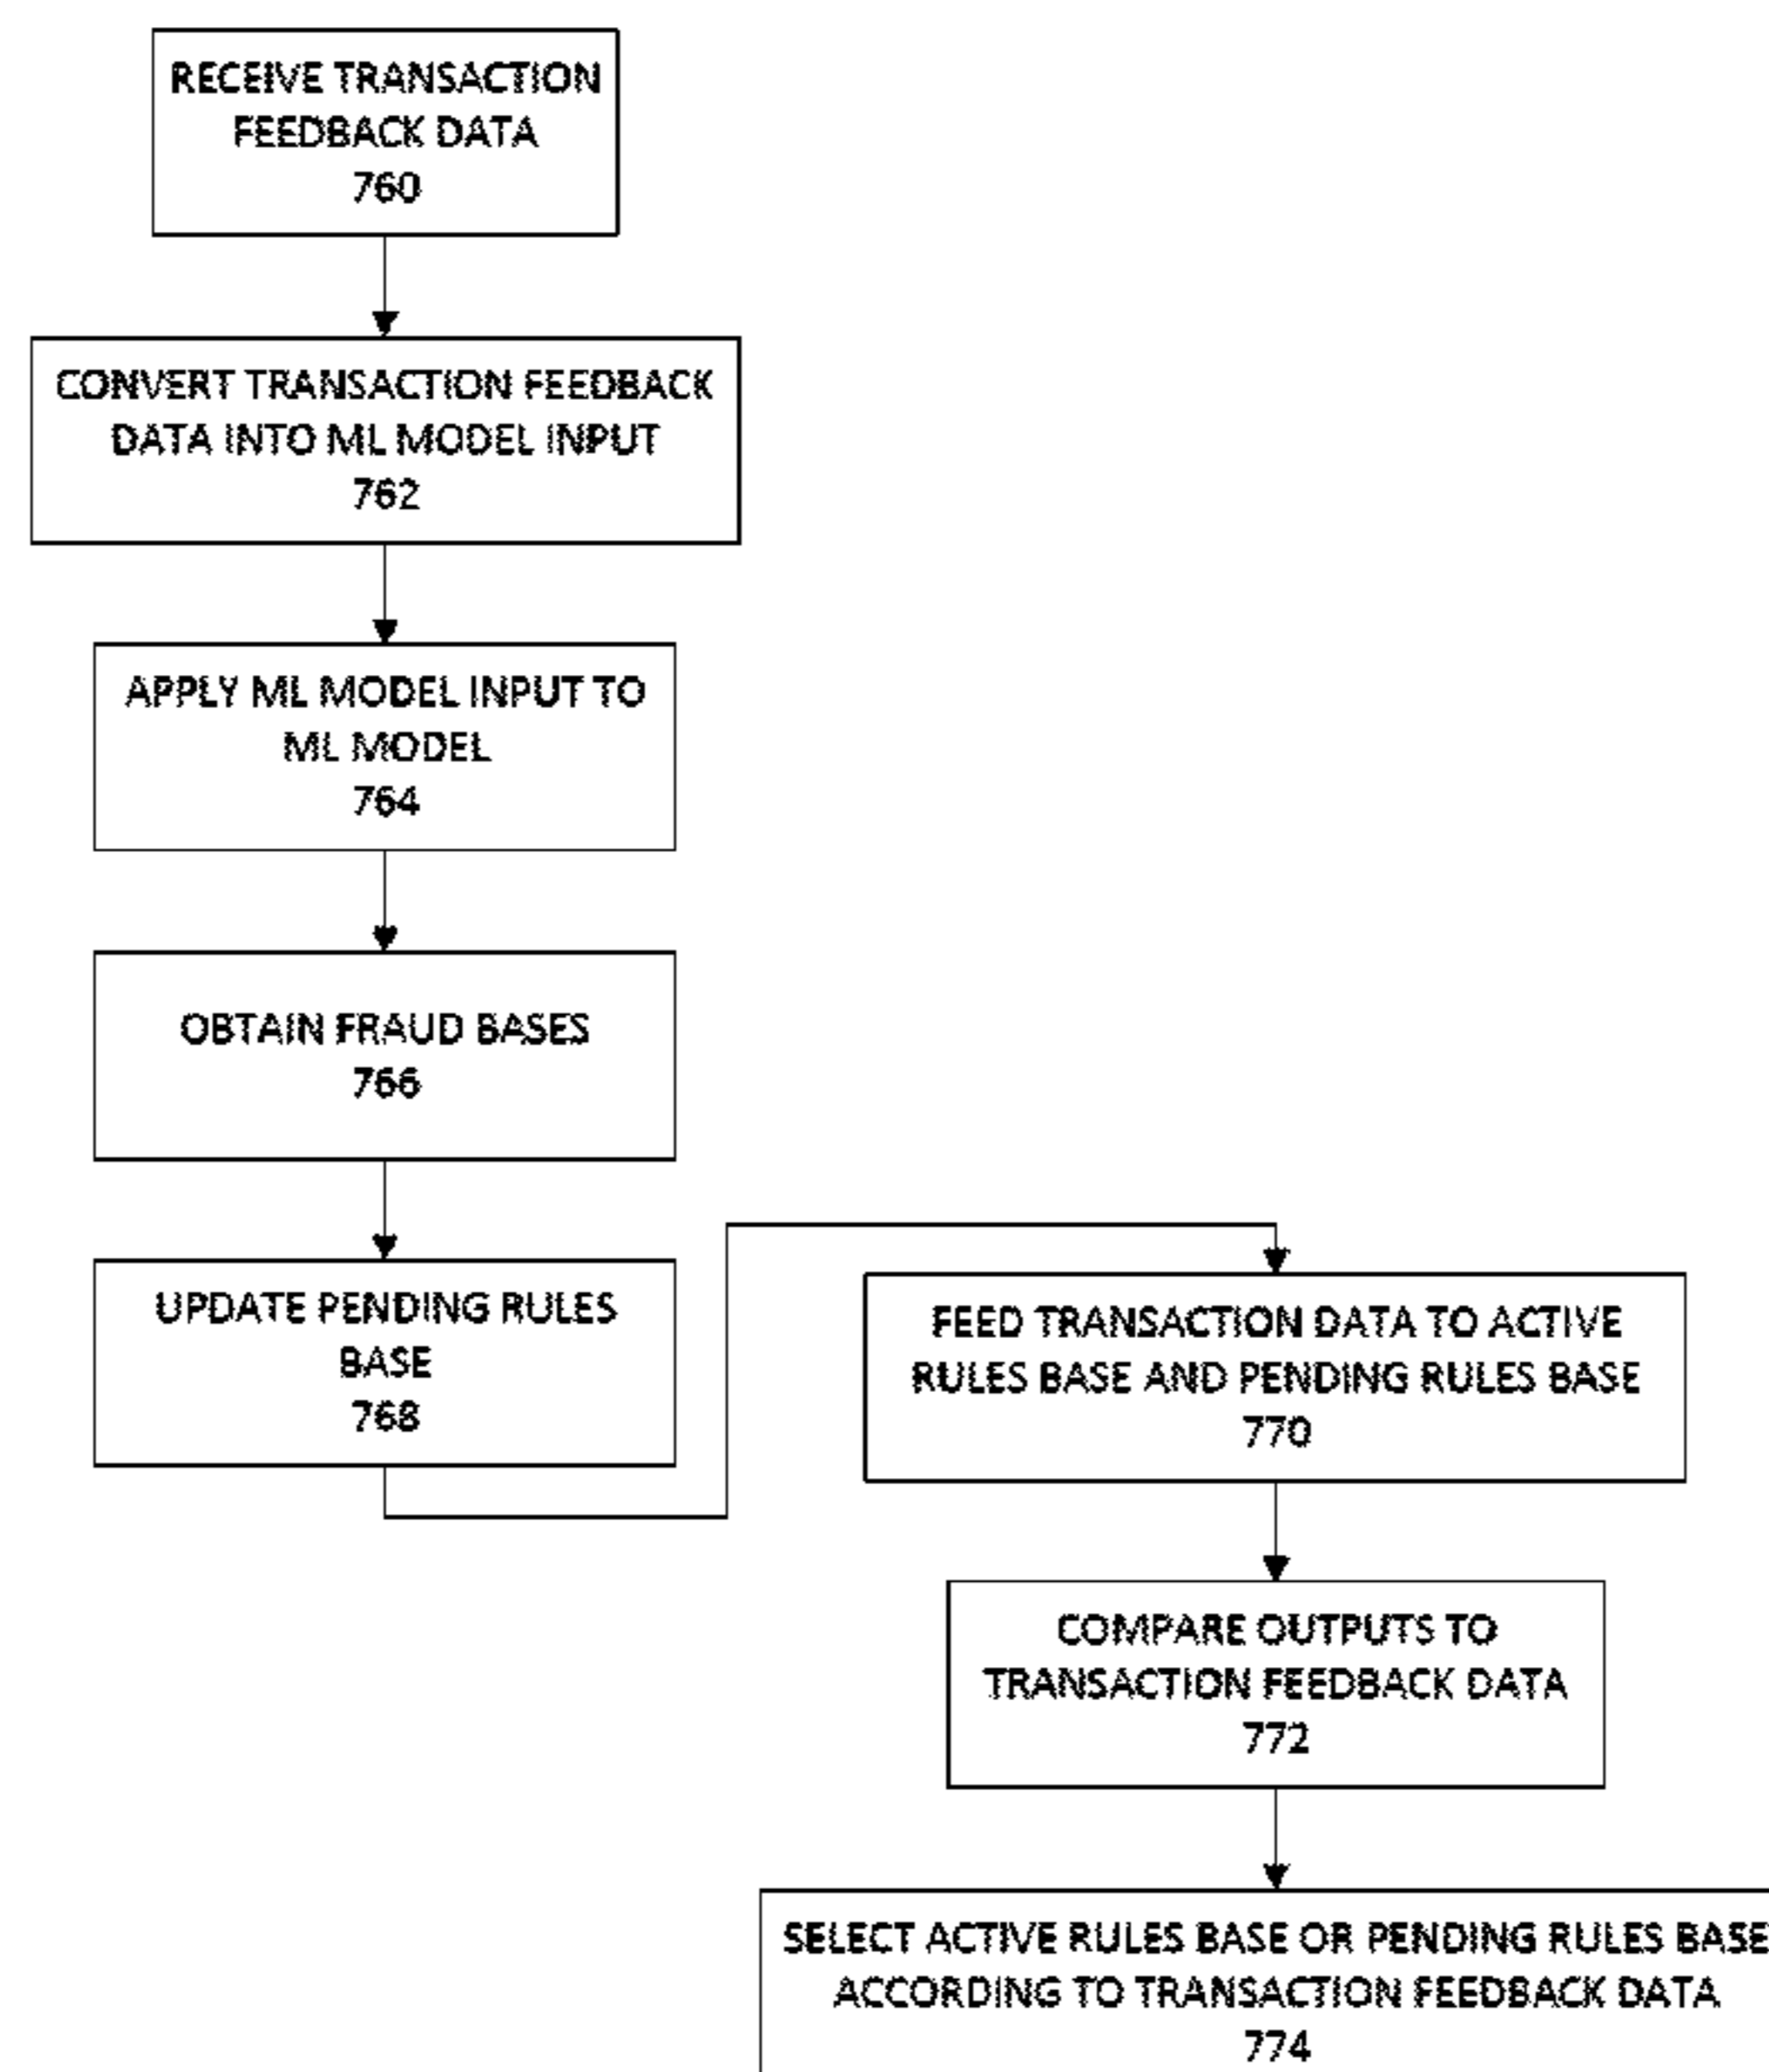 RECEIVE TRANSACTION
FEEDBACK DATA
760
CONVERT TRANSACTION FEEDBACK
DATA INTO ML MODEL INPUT
762
APPLY ML MODEL INPUT TO
ML MODEL
764
OBTAIN FRAUD BASES
766
UPDATE PENDING RULES
BASE
768
FEED TRANSACTION DATA TO ACTIVE
RULES BASE AND PENDING RULES BASE
770
COMPARE OUTPUTS TO
TRANSACTION FEEDBACK DATA
772
SELECT ACTIVE RULES BASE OR PENDING RULES BASE
ACCORDING TO TRANSACTION FEEDBACK DATA
774